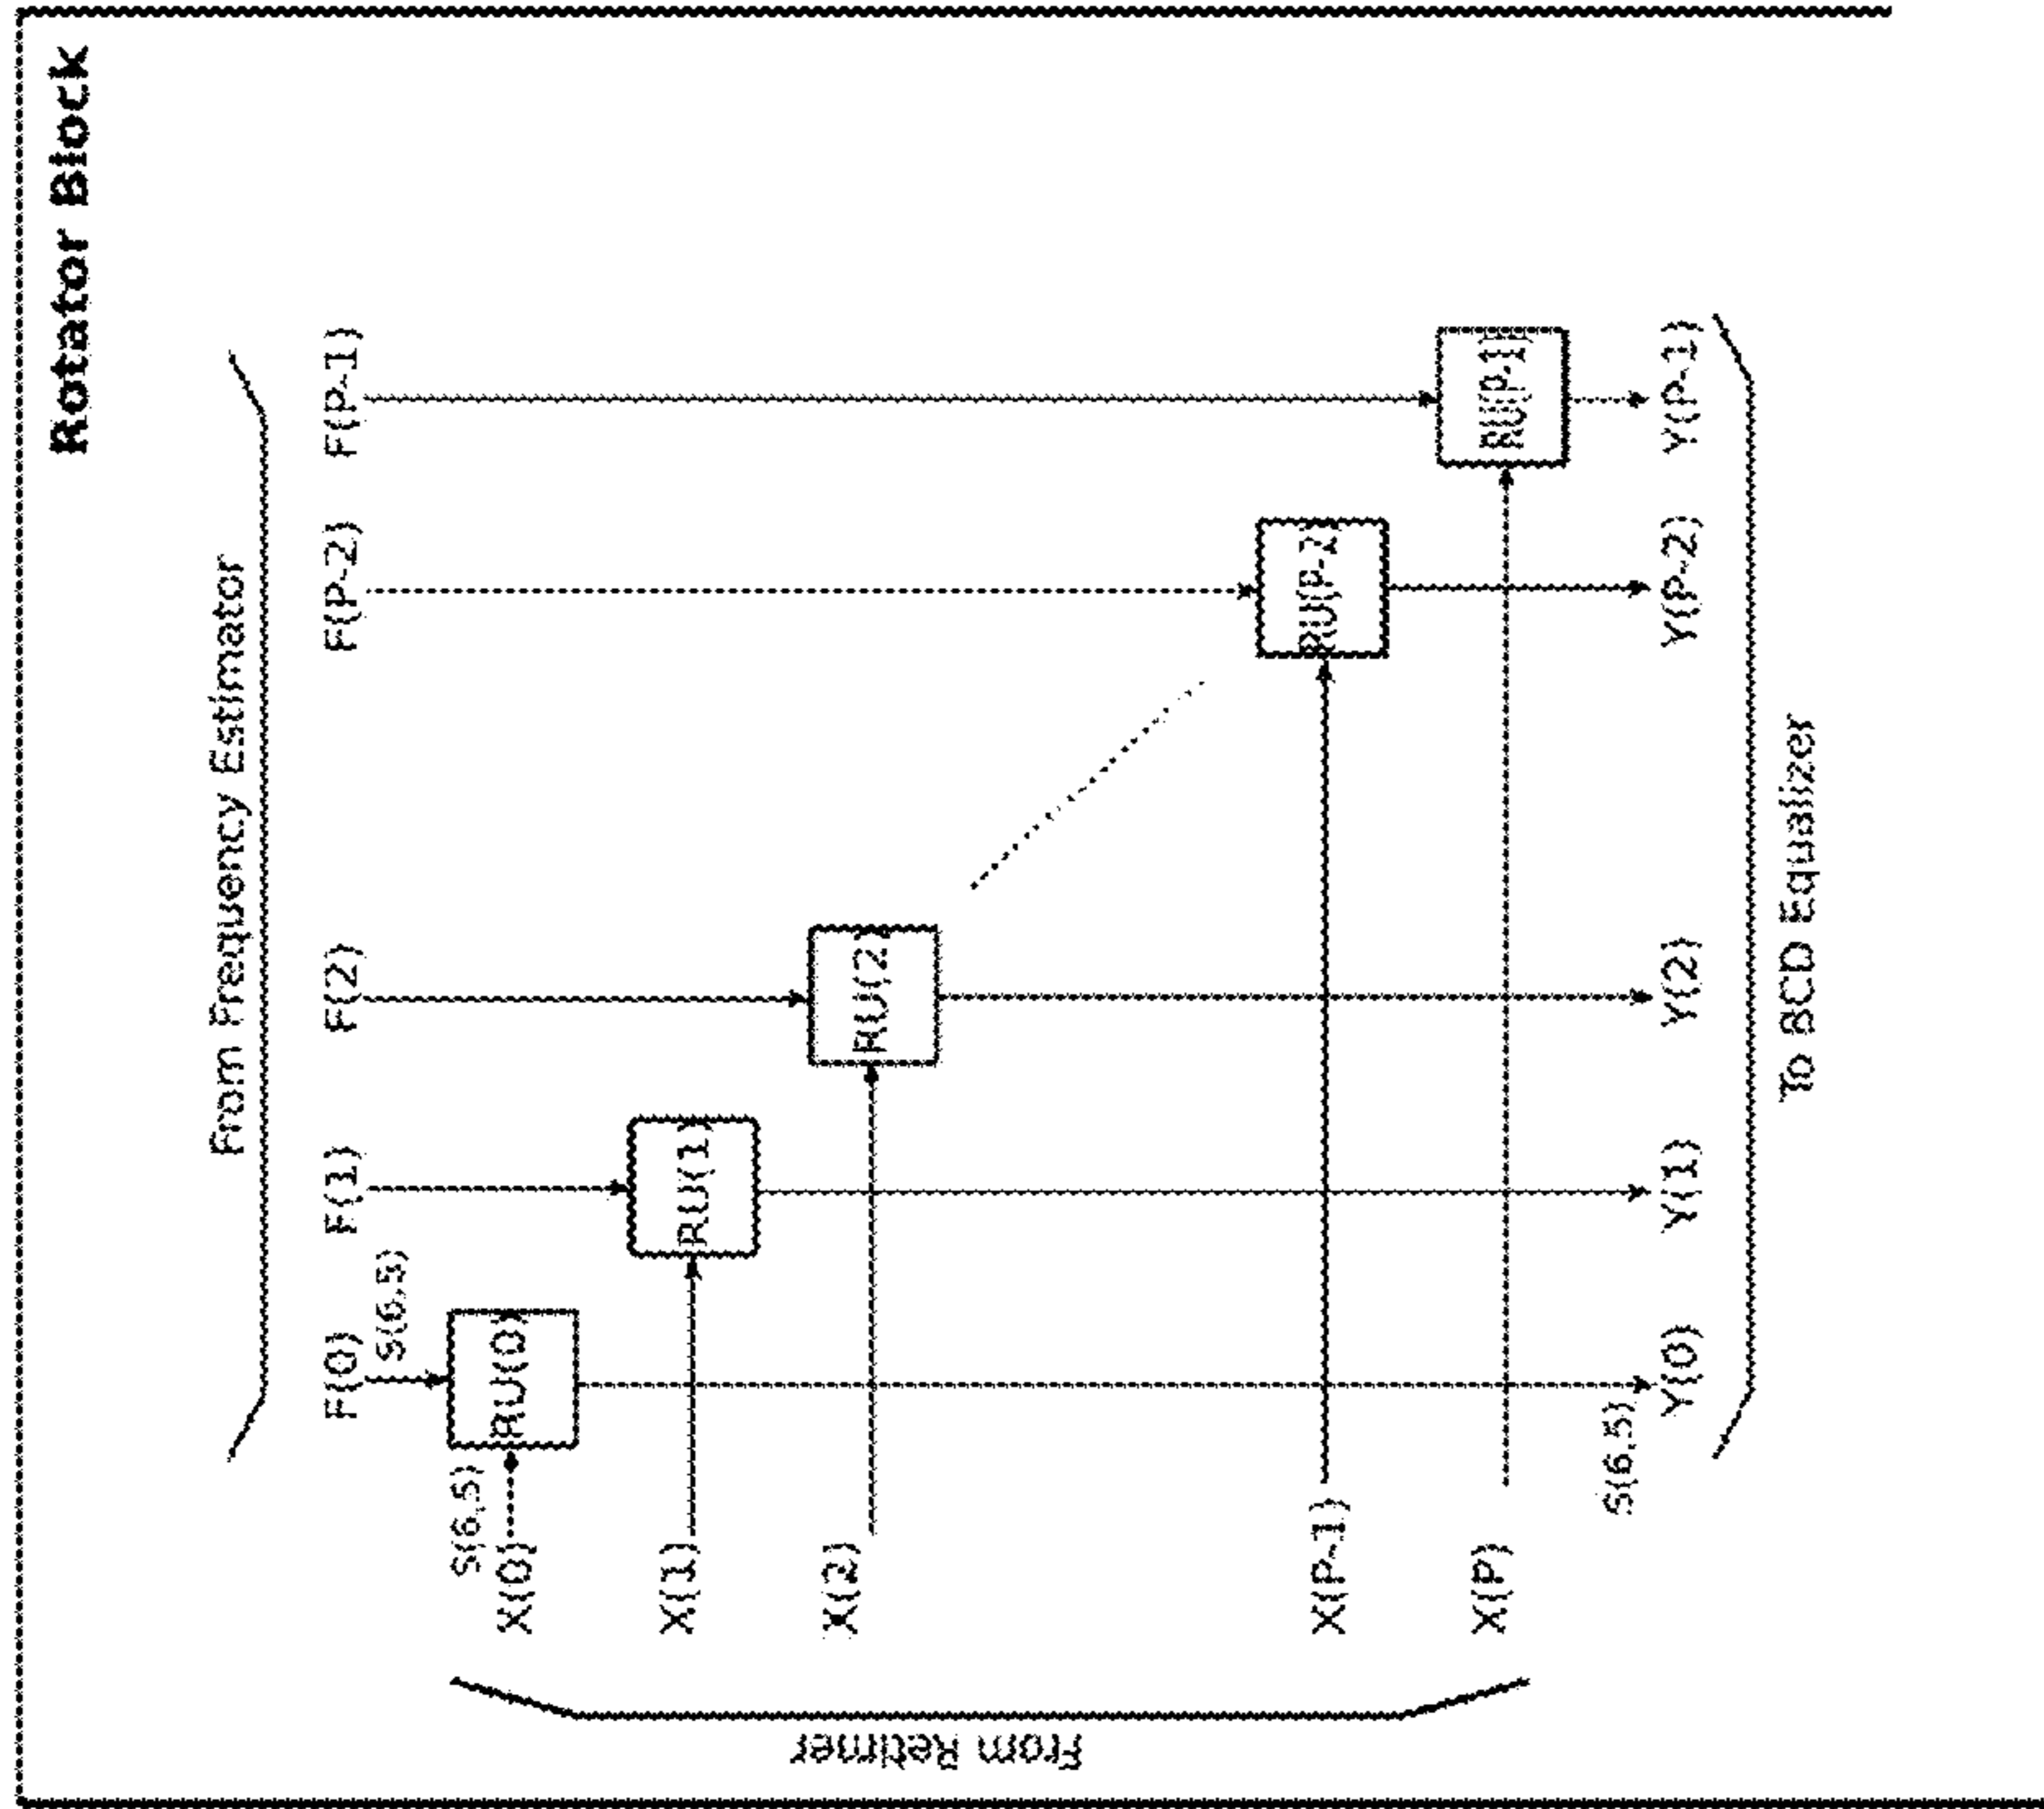 Rotator Block
From Frequency Estimator
F(0)
F(1)
F(2)
F(P-2)
F(P-1)
S(6,5)
S(6,5)
X(0)
RU(0)
X(1)
RU(1)
X(2)
RU(2)
X(P-1)
RU(P-2)
X(P)
RU(P-1)
From Retimer
S(6,5)
Y(0)
Y(1)
Y(2)
Y(P-2)
Y(P-1)
To BCD Equalizer